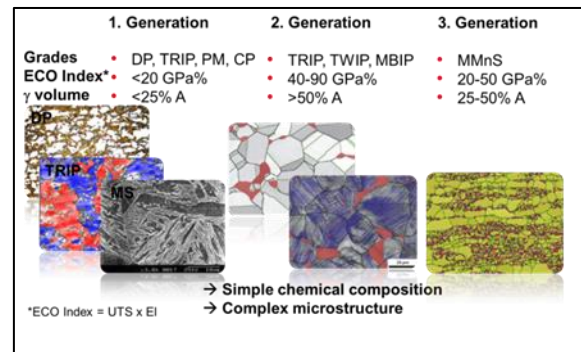 1. Generation 2. Generation 3. Generation
Grades • DP, TRIP, PM, CP • TRIP, TWIP, MBIP • MMnS
ECO Index* • <20 GPa% • 40-90 GPa% • 20-50 GPa%
γ volume • <25% A • >50% A • 25-50% A
DP
TRIP
MS
→ Simple chemical composition
→ Complex microstructure
*ECO Index = UTS x El